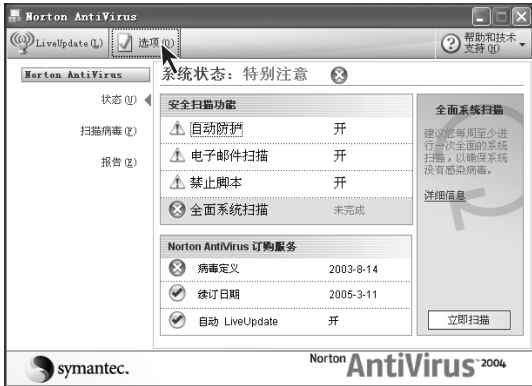 Norton AntiVirus
LiveUpdate (L)
选项 (O)
帮助和技术支持 (H)
Norton AntiVirus
状态 (U)
扫描病毒 (V)
报告 (E)
系统状态：特别注意
安全扫描功能
自动防护 开
电子邮件扫描 开
禁止脚本 开
全面系统扫描 未完成
Norton AntiVirus 订购服务
病毒定义 2003-8-14
续订日期 2005-3-11
自动 LiveUpdate 开
全面系统扫描
建议您每周至少进
行一次全面的系统
扫描，以确保系统
没有感染病毒。
详细信息
立即扫描
symantec.
Norton AntiVirus 2004